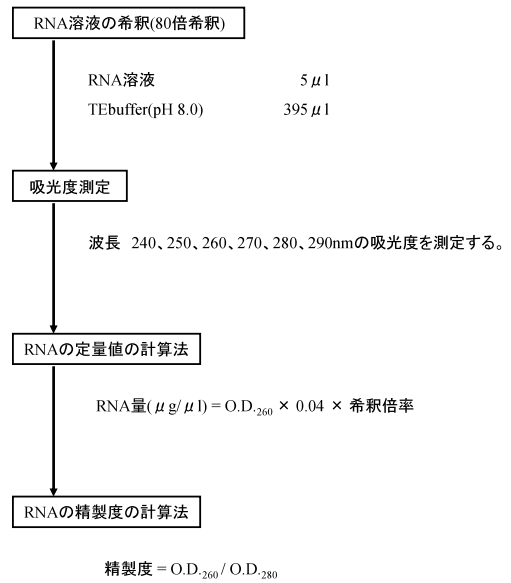 RNA溶液の希釈(80倍希釈)
RNA溶液 5μl
TEbuffer(pH 8.0) 395μl
吸光度測定
波長 240、250、260、270、280、290nmの吸光度を測定する。
RNAの定量値の計算法
RNA量(μg/μl) = O.D.260 × 0.04 × 希釈倍率
RNAの精製度の計算法
精製度 = O.D.260 / O.D.280